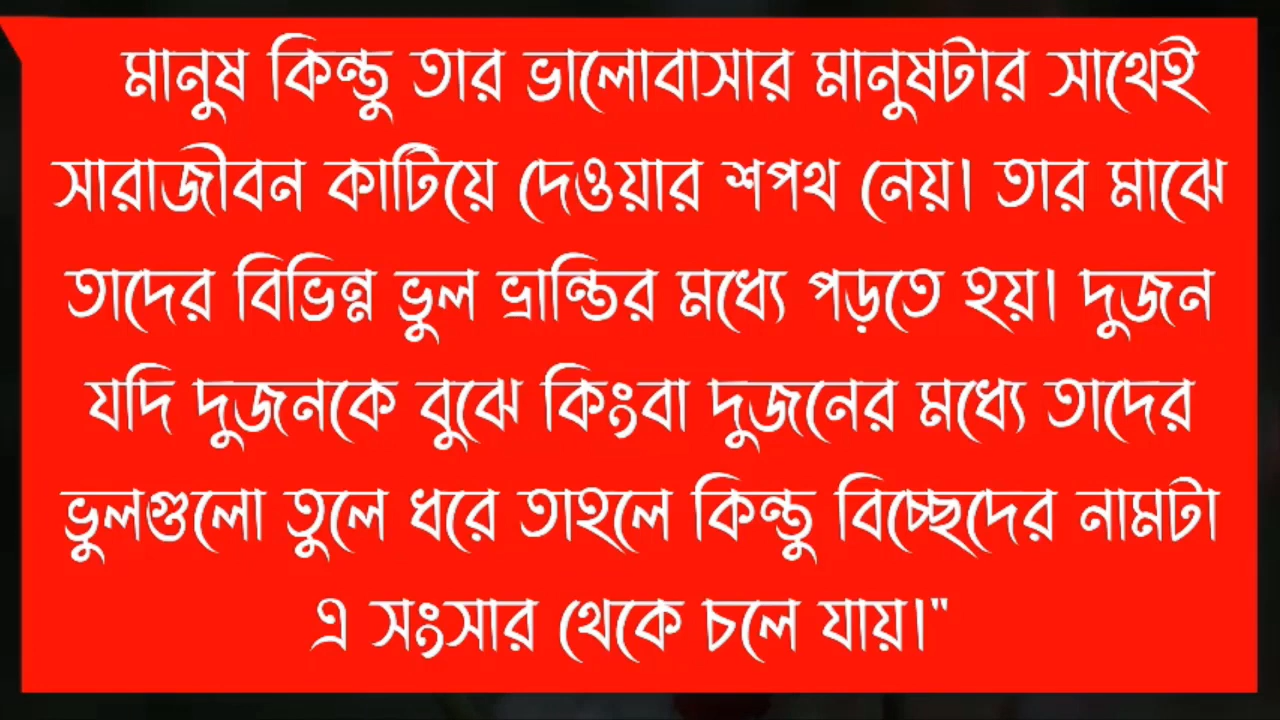 মানুষ কিন্তু তার ভালোবাসার মানুষটার সাথেই
সারাজীবন কাটিয়ে দেওয়ার শপথ নেয়। তার মাঝে
তাদের বিভিন্ন ভুল ভ্রান্তির মধ্যে পড়তে হয়। দুজন
যদি দুজনকে বুঝে কিংবা দুজনের মধ্যে তাদের
ভুলগুলো তুলে ধরে তাহলে কিন্তু বিচ্ছেদের নামটা
এ সংসার থেকে চলে যায়।"